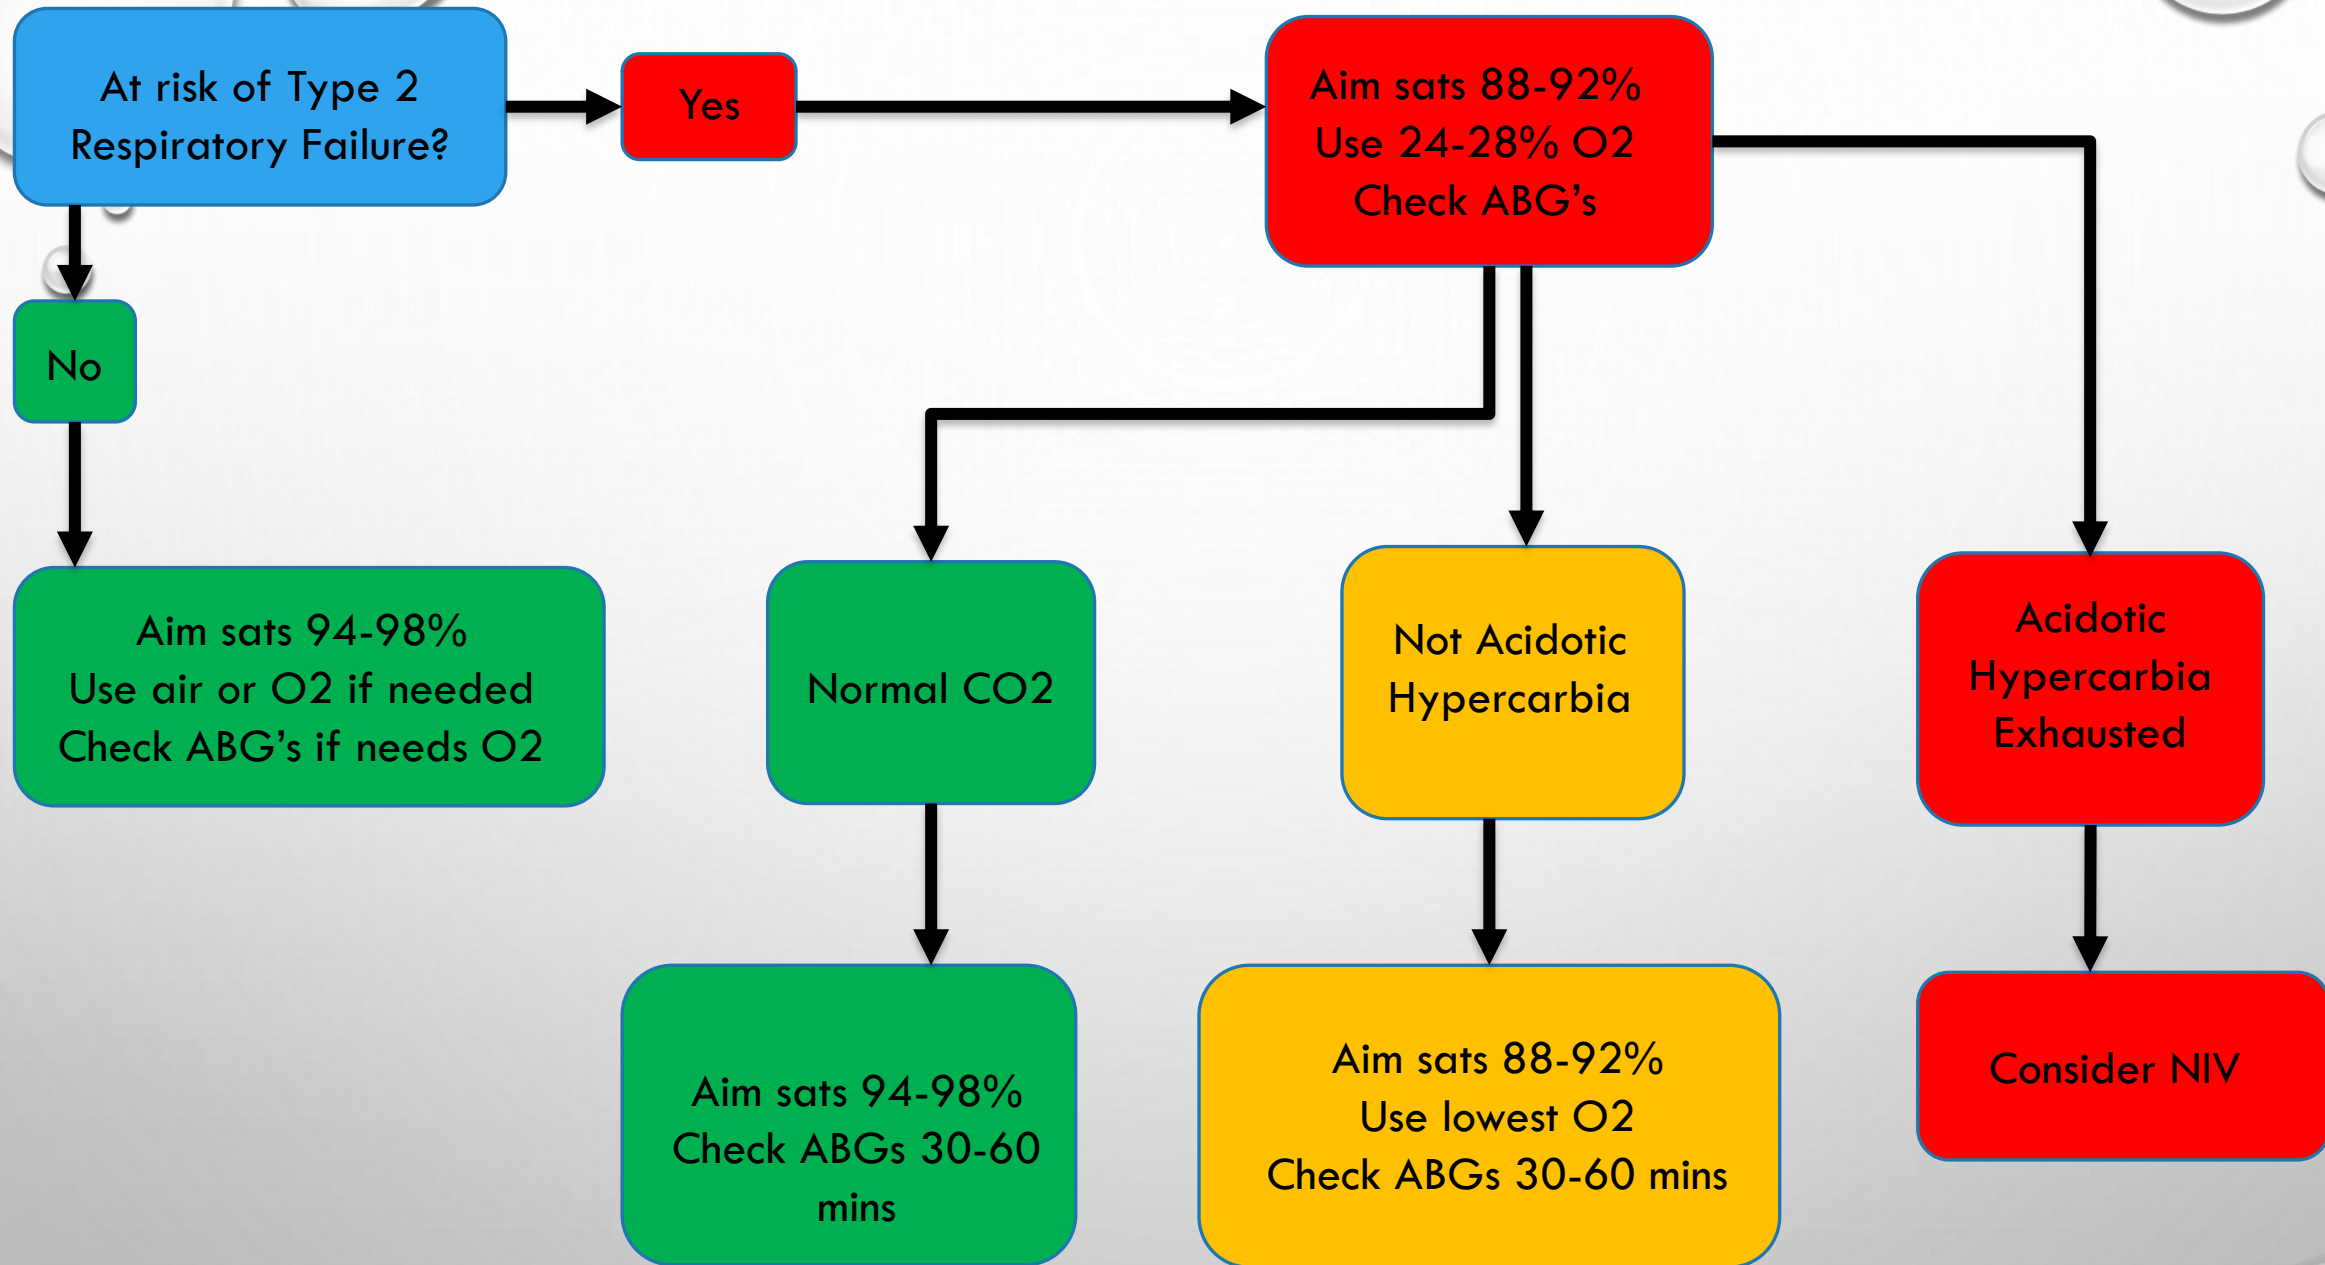 At risk of Type 2
Respiratory Failure?
Yes
Aim sats 88-92%
Use 24-28% O2
Check ABG’s
No
Aim sats 94-98%
Use air or O2 if needed
Check ABG’s if needs O2
Normal CO2
Not Acidotic
Hypercarbia
Acidotic
Hypercarbia
Exhausted
Aim sats 94-98%
Check ABGs 30-60
mins
Aim sats 88-92%
Use lowest O2
Check ABGs 30-60 mins
Consider NIV